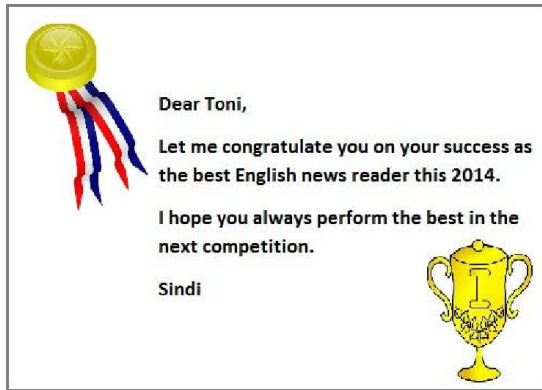 Dear Toni,
Let me congratulate you on your success as
the best English news reader this 2014.
I hope you always perform the best in the
next competition.
Sindi